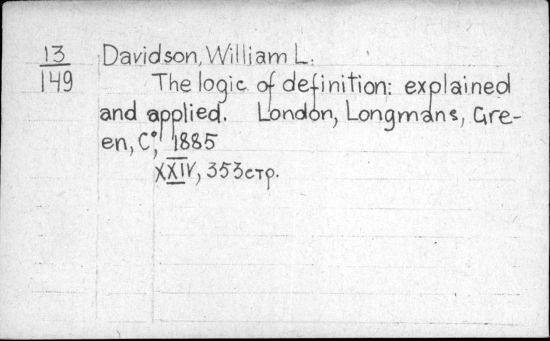 13 Davidson, William L.
149 The logic of definition: explained
and applied. London, Longmans, Gre-
en, C°, 1885
XXIV, 353стр.